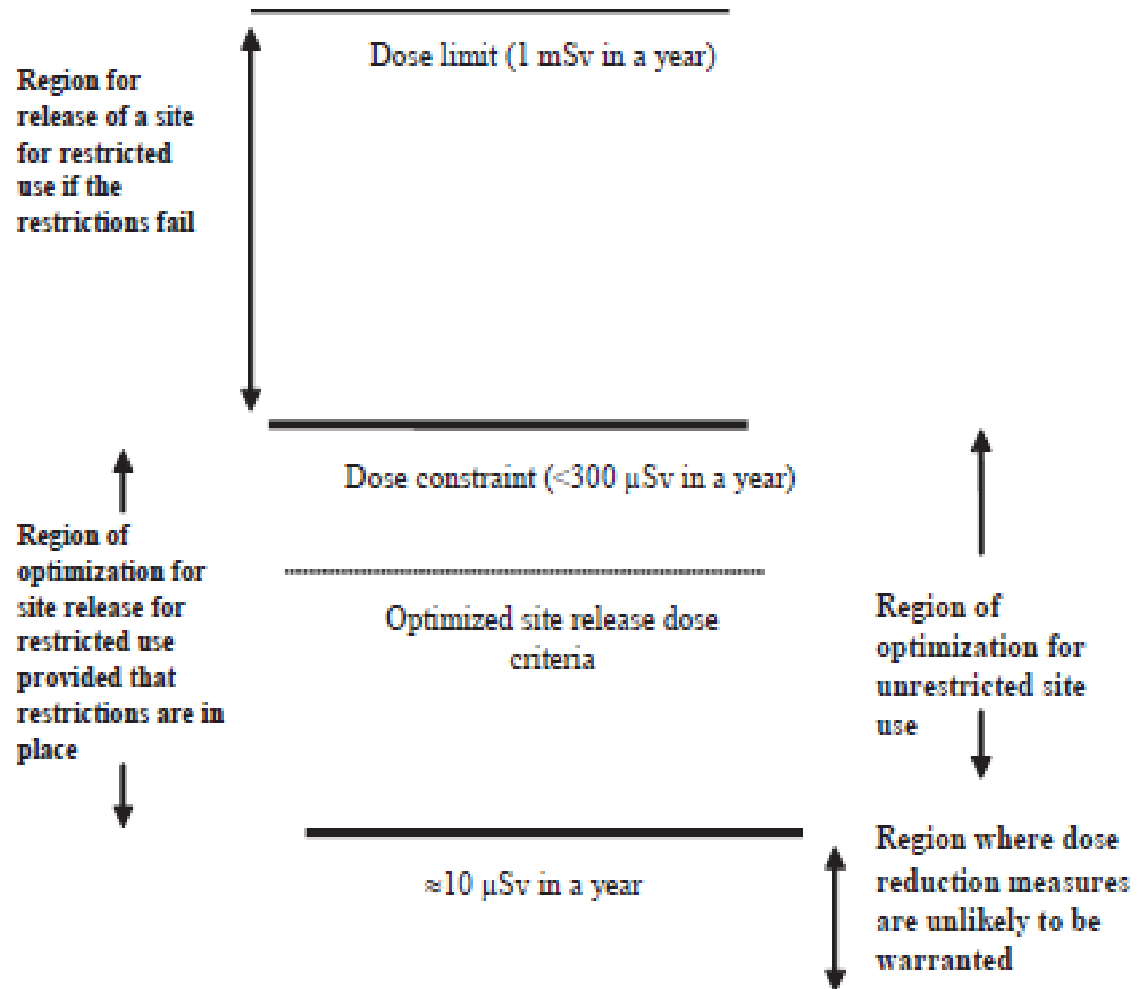 Dose limit (1 mSv in a year)
Region for
release of a site
for restricted
use if the
restrictions fail
Dose constraint (<300 µSv in a year)
Region of
optimization for
site release for
restricted use
provided that
restrictions are in
place
Optimized site release dose
criteria
Region of
optimization for
unrestricted site
use
≈10 µSv in a year
Region where dose
reduction measures
are unlikely to be
warranted